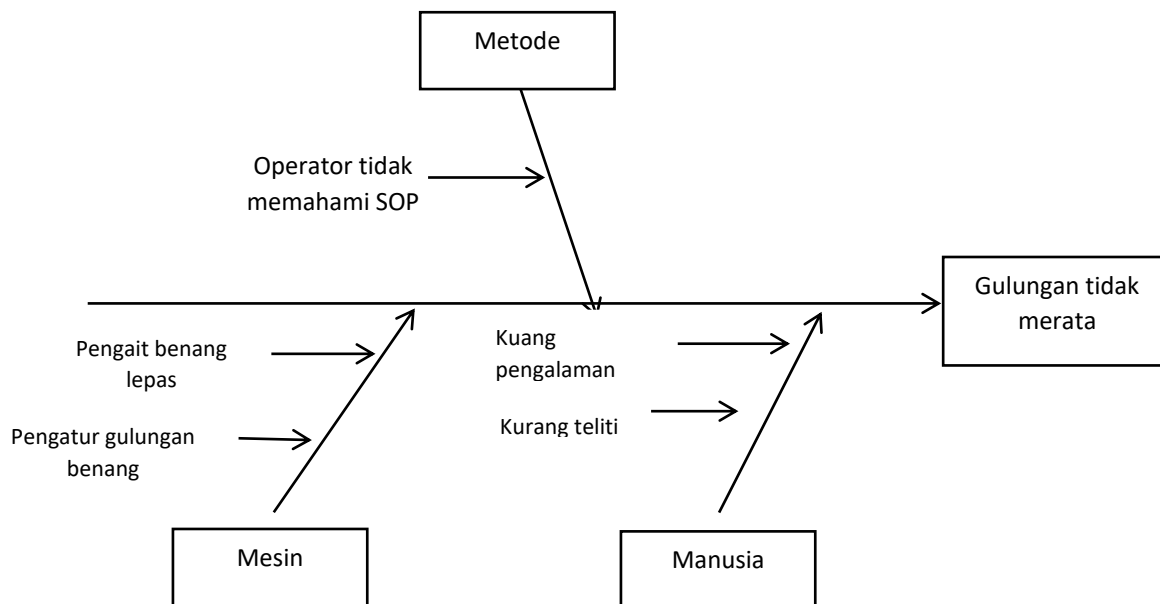 Metode
Operator tidak
memahami SOP
Gulungan tidak
merata
Pengait benang
lepas
Kuang
pengalaman
Pengatur gulungan
benang
Kurang teliti
Mesin
Manusia